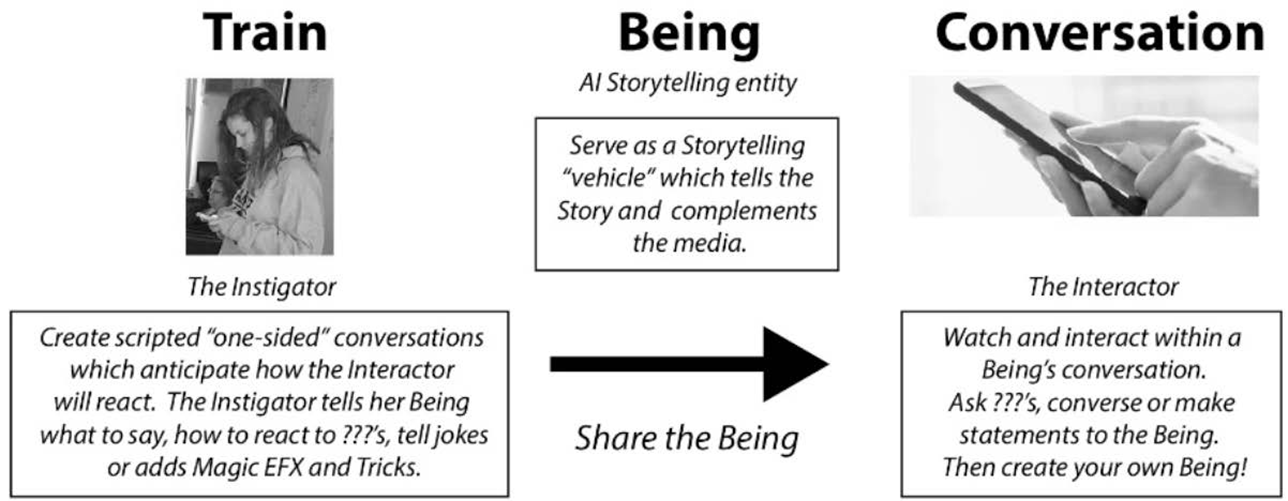 Train
The Instigator
Create scripted “one-sided” conversations
which anticipate how the Interactor
will react. The Instigator tells her Being
what to say, how to react to ???’s, tell jokes
or adds Magic EFX and Tricks.
Being
AI Storytelling entity
Serve as a Storytelling
“vehicle” which tells the
Story and complements
the media.
Share the Being
Conversation
The Interactor
Watch and interact within a
Being’s conversation.
Ask ???’s, converse or make
statements to the Being.
Then create your own Being!